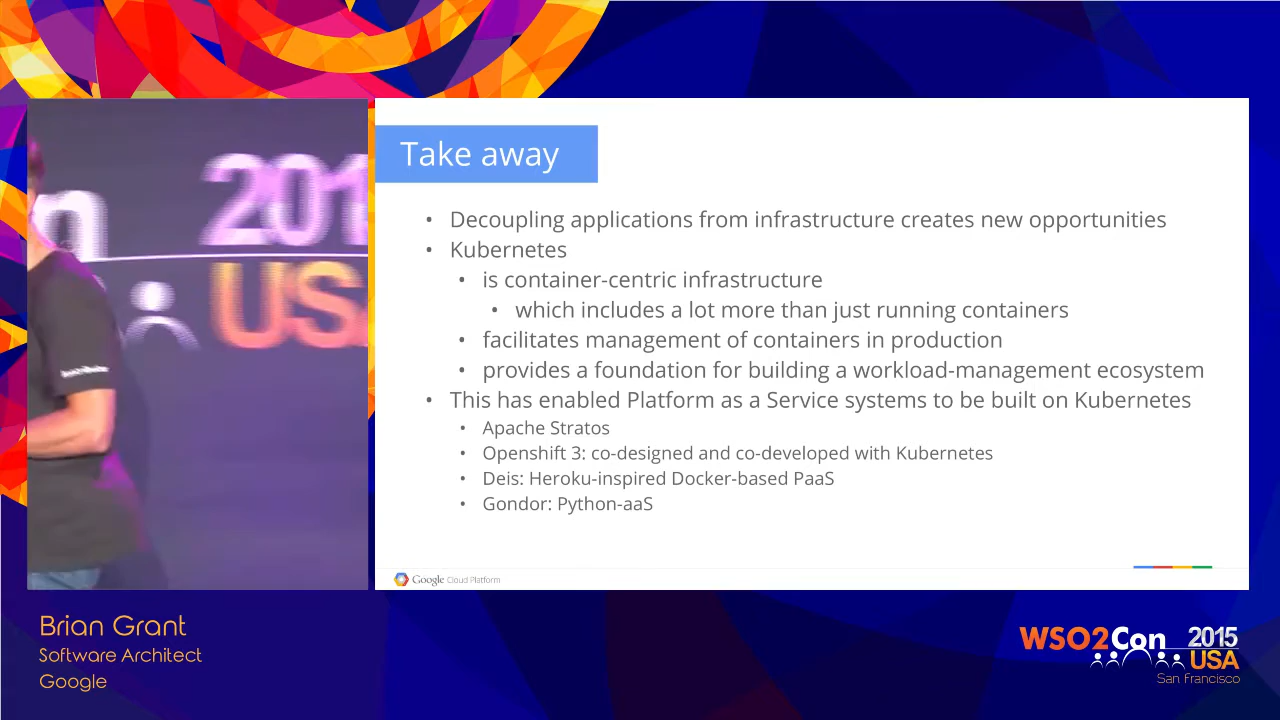 n
201
USA
Take away
• Decoupling applications from infrastructure creates new opportunities
• Kubernetes
• is container-centric infrastructure
• which includes a lot more than just running containers
• facilitates management of containers in production
• provides a foundation for building a workload-management ecosystem
• This has enabled Platform as a Service systems to be built on Kubernetes
• Apache Stratos
• Openshift 3: co-designed and co-developed with Kubernetes
• Deis: Heroku-inspired Docker-based PaaS
• Gondor: Python-aaS
Google Cloud Platform
Brian Grant
Software Architect
Google
WSO2Con 2015
USA
San Francisco